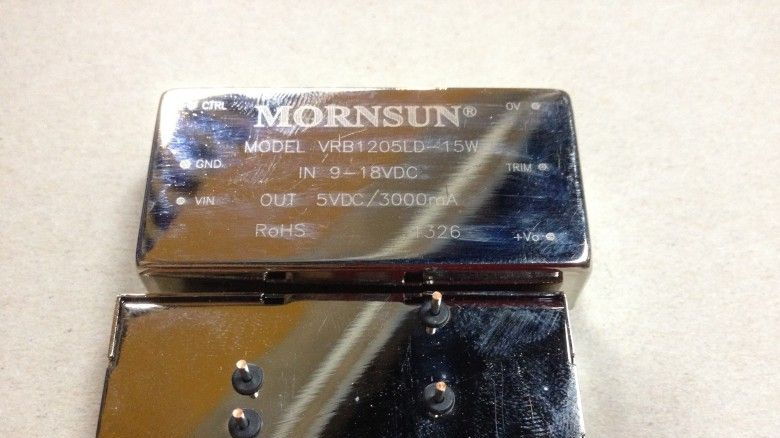 CTRL MORNSUN® 0V
MODEL VRB1205LD-15W
GND IN 9-18VDC TRIM
VIN OUT 5VDC/3000mA
RoHS 1326 +Vo